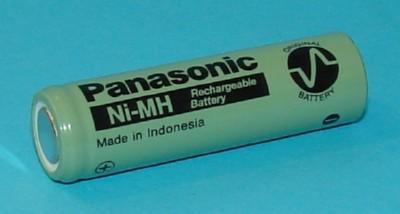 Panasonic
Ni-MH Rechargeable Battery
Made in Indonesia
ORIGINAL BATTERY